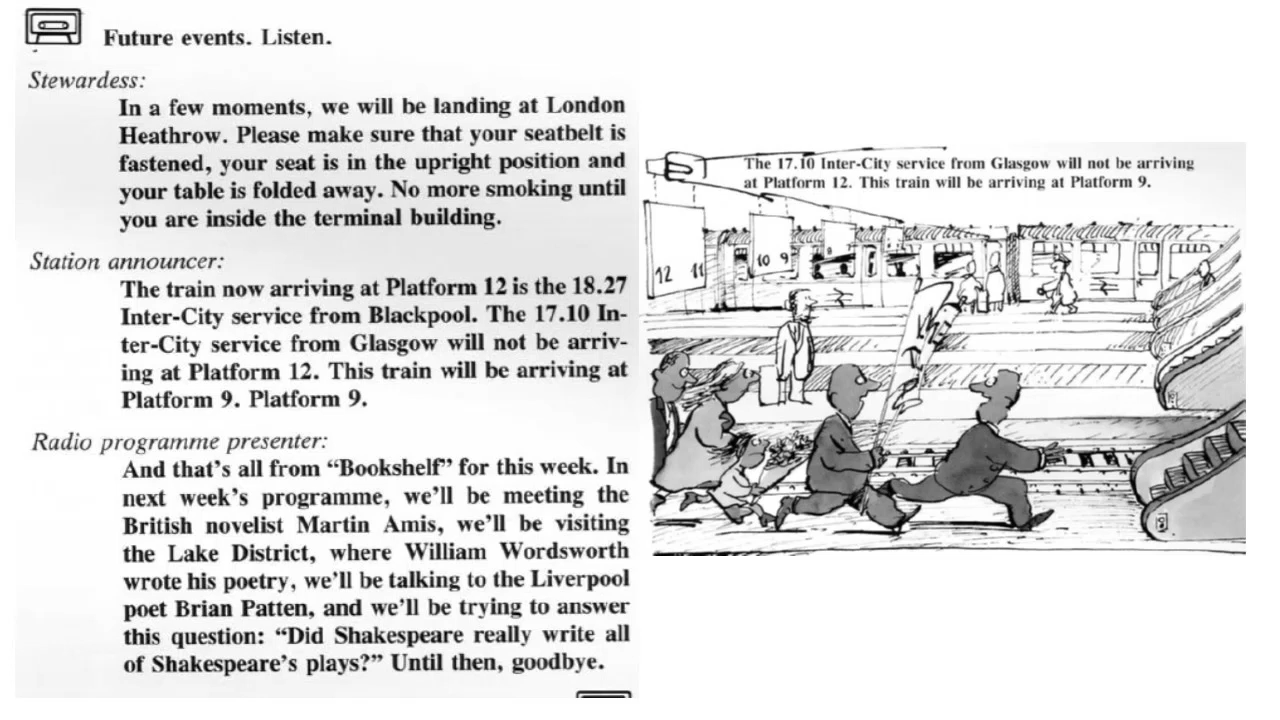 Future events. Listen.
Stewardess:
In a few moments, we will be landing at London
Heathrow. Please make sure that your seatbelt is
fastened, your seat is in the upright position and
your table is folded away. No more smoking until
you are inside the terminal building.
Station announcer:
The train now arriving at Platform 12 is the 18.27
Inter-City service from Blackpool. The 17.10 In-
ter-City service from Glasgow will not be arriv-
ing at Platform 12. This train will be arriving at
Platform 9. Platform 9.
Radio programme presenter:
And that's all from “Bookshelf” for this week. In
next week's programme, we'll be meeting the
British novelist Martin Amis, we'll be visiting
the Lake District, where William Wordsworth
wrote his poetry, we'll be talking to the Liverpool
poet Brian Patten, and we'll be trying to answer
this question: “Did Shakespeare really write all
of Shakespeare's plays?” Until then, goodbye.
The 17.10 Inter-City service from Glasgow will not be arriving
at Platform 12. This train will be arriving at Platform 9.
12 11
10 9